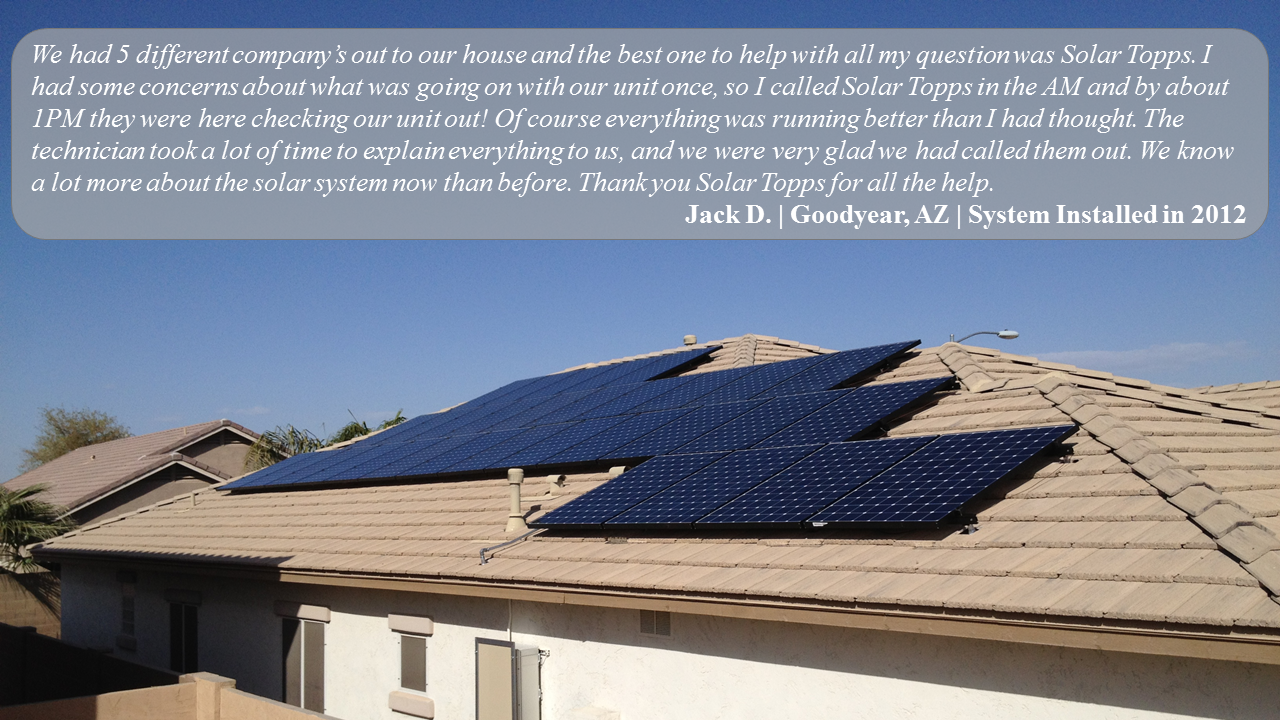 We had 5 different company's out to our house and the best one to help with all my question was Solar Topps. I
had some concerns about what was going on with our unit once, so I called Solar Topps in the AM and by about
1PM they were here checking our unit out! Of course everything was running better than I had thought. The
technician took a lot of time to explain everything to us, and we were very glad we had called them out. We know
a lot more about the solar system now than before. Thank you Solar Topps for all the help.
Jack D. | Goodyear, AZ | System Installed in 2012